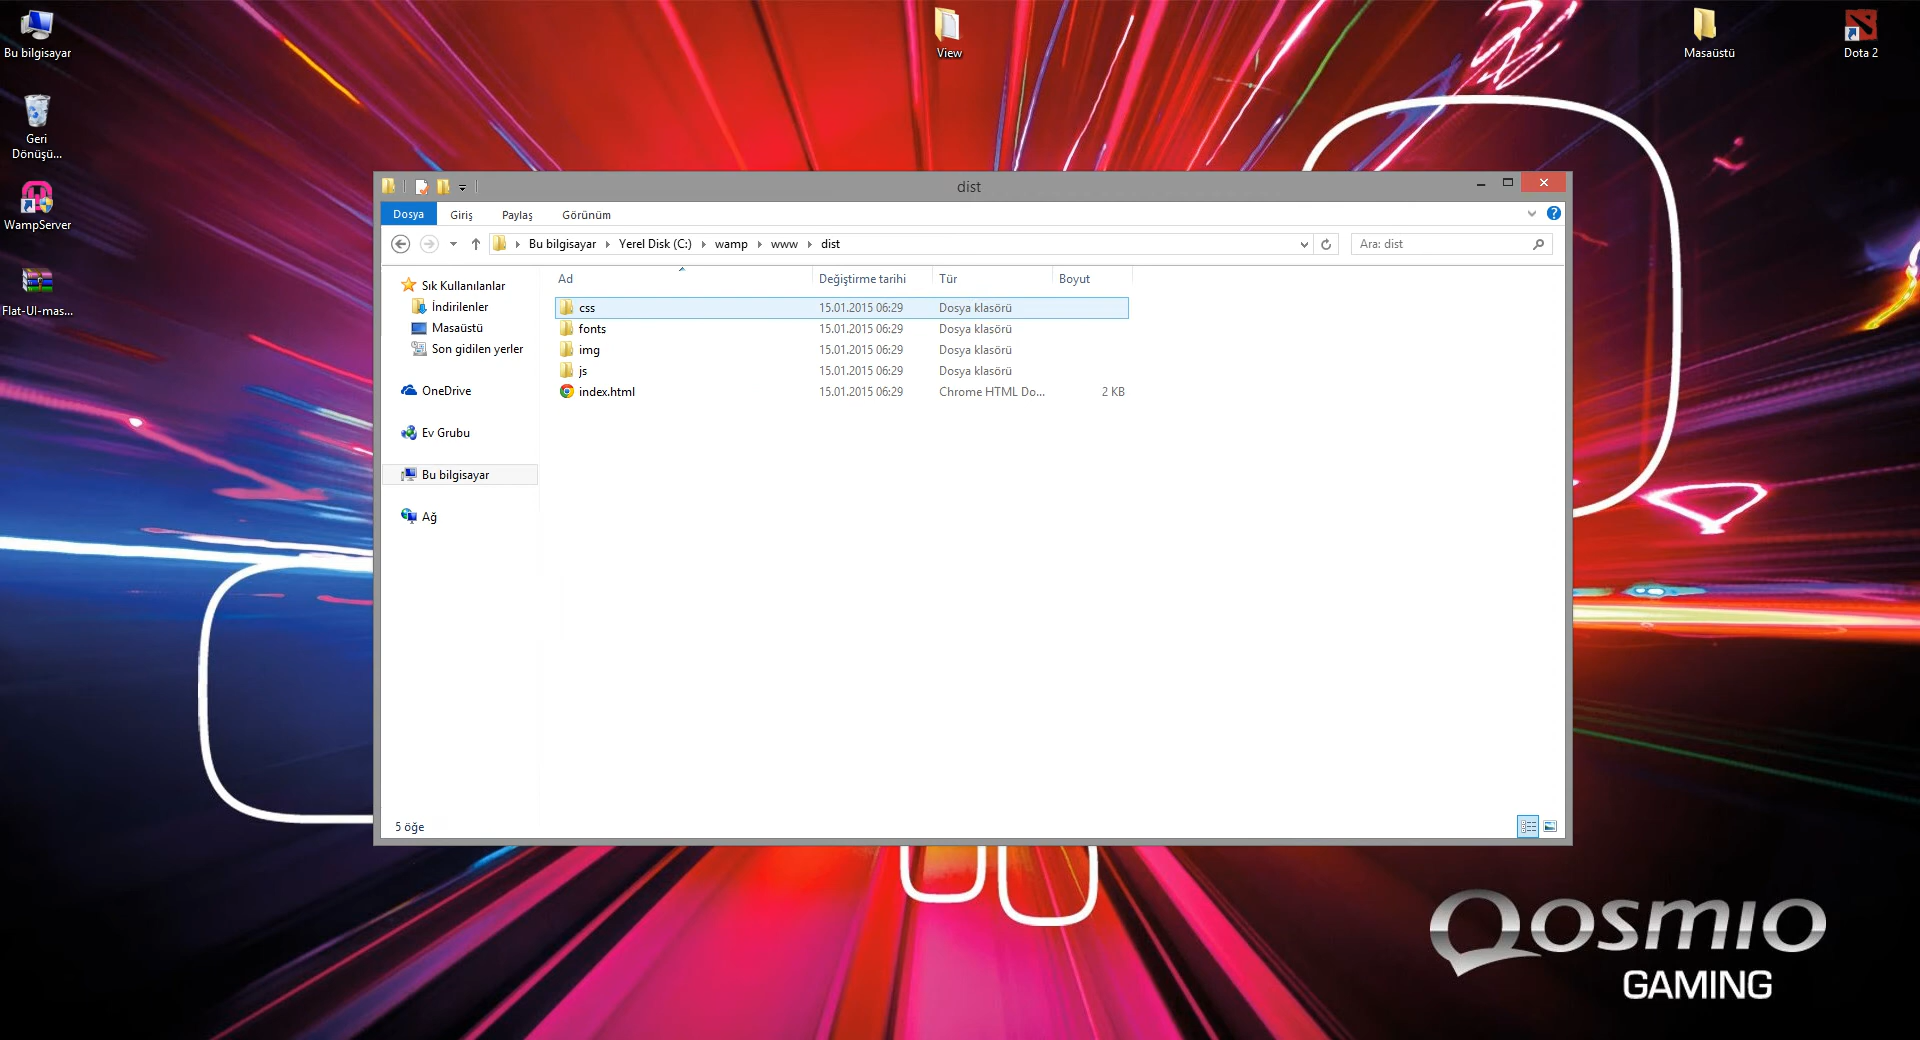 Bu bilgisayar
View
Masaüstü
Dota 2
Geri
Dönüşü...
WampServer
Flat-UI-mas...
dist
Dosya
Giriş
Paylaş
Görünüm
Bu bilgisayar
Yerel Disk (C:)
wamp
www
dist
Ara: dist
Ad
Değiştirme tarihi
Tür
Boyut
Sık Kullanılanlar
İndirilenler
Masaüstü
Son gidilen yerler
OneDrive
Ev Grubu
Bu bilgisayar
Ağ
css 15.01.2015 06:29 Dosya klasörü
fonts 15.01.2015 06:29 Dosya klasörü
img 15.01.2015 06:29 Dosya klasörü
js 15.01.2015 06:29 Dosya klasörü
index.html 15.01.2015 06:29 Chrome HTML Do... 2 KB
5 öğe
QOSMIO
GAMING